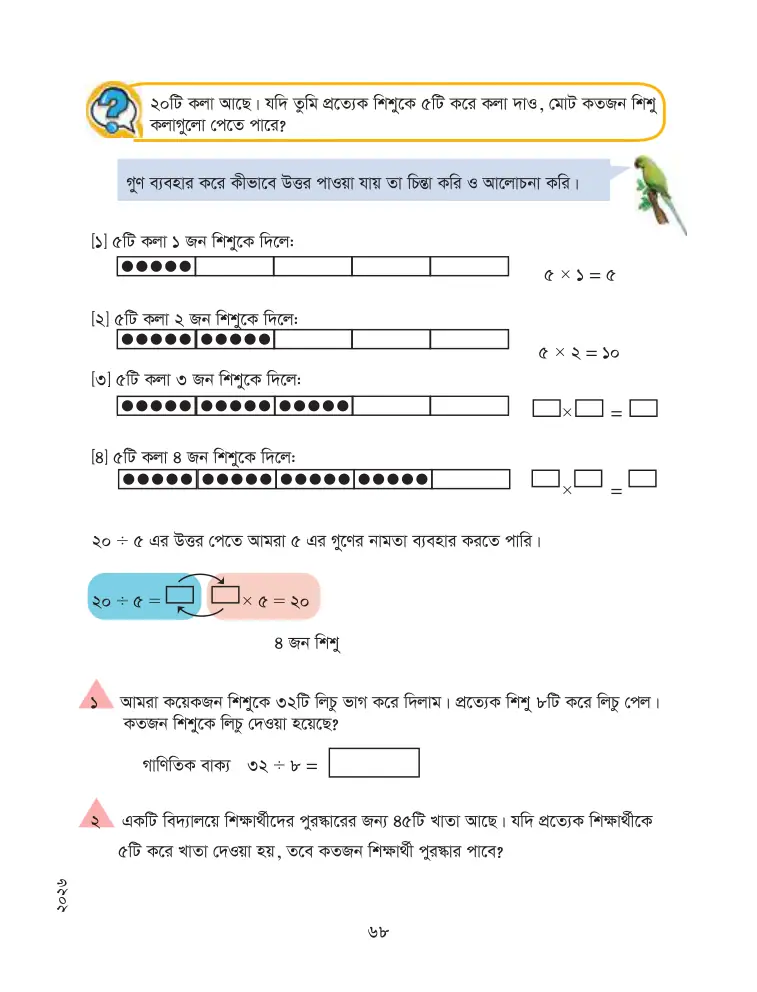 ২০টি কলা আছে। যদি তুমি প্রত্যেক শিশুকে ৫টি করে কলা দাও, মোট কতজন শিশু
কলাগুলো পেতে পারে?
গুণ ব্যবহার করে কীভাবে উত্তর পাওয়া যায় তা চিন্তা করি ও আলোচনা করি।
[১] ৫টি কলা ১ জন শিশুকে দিলে:
৫ × ১ = ৫
[২] ৫টি কলা ২ জন শিশুকে দিলে:
৫ × ২ = ১০
[৩] ৫টি কলা ৩ জন শিশুকে দিলে:
× =
[৪] ৫টি কলা ৪ জন শিশুকে দিলে:
× =
২০ ÷ ৫ এর উত্তর পেতে আমরা ৫ এর গুণের নামতা ব্যবহার করতে পারি।
২০ ÷ ৫ = × ৫ = ২০
৪ জন শিশু
১ আমরা কয়েকজন শিশুকে ৩২টি লিচু ভাগ করে দিলাম। প্রত্যেক শিশু ৮টি করে লিচু পেল।
কতজন শিশুকে লিচু দেওয়া হয়েছে?
গাণিতিক বাক্য ৩২ ÷ ৮ =
২ একটি বিদ্যালয়ে শিক্ষার্থীদের পুরস্কারের জন্য ৪৫টি খাতা আছে। যদি প্রত্যেক শিক্ষার্থীকে
৫টি করে খাতা দেওয়া হয়, তবে কতজন শিক্ষার্থী পুরস্কার পাবে?
২০২৬
৬৮